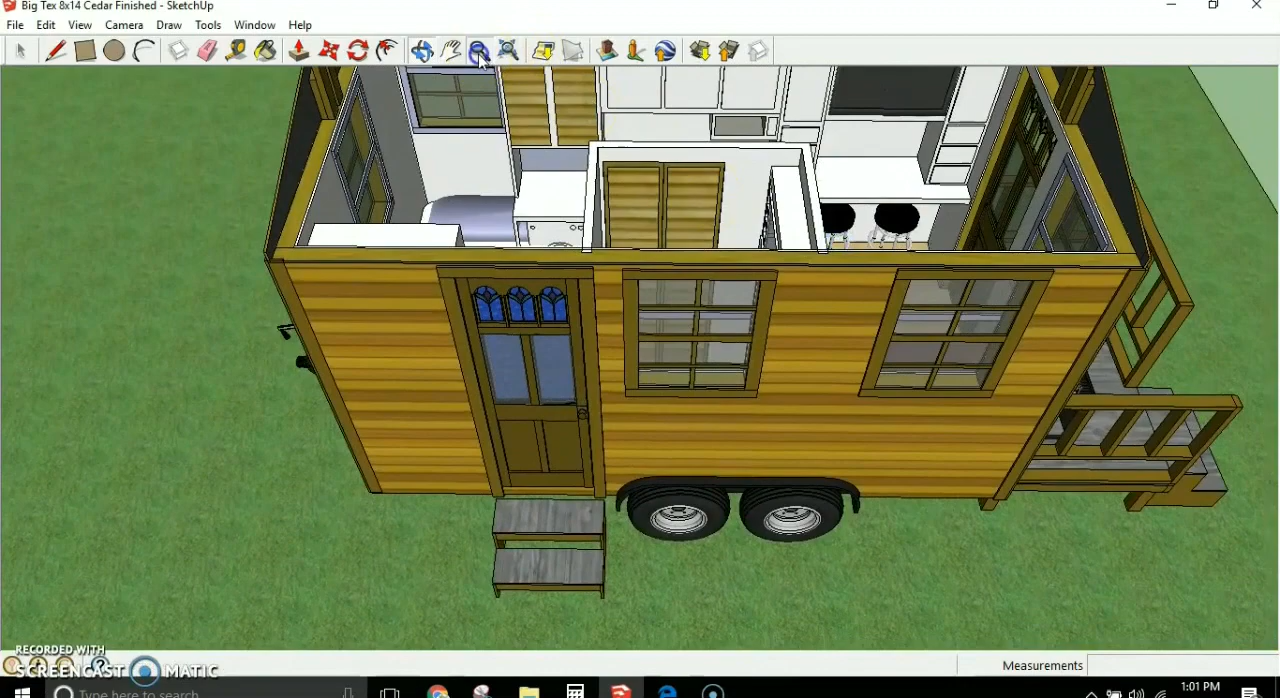 Big Tex 8x14 Cedar Finished - SketchUp
File Edit View Camera Draw Tools Window Help
Measurements
RECORDED WITH
SCREENCAST MATIC
Type here to search
1:01 PM